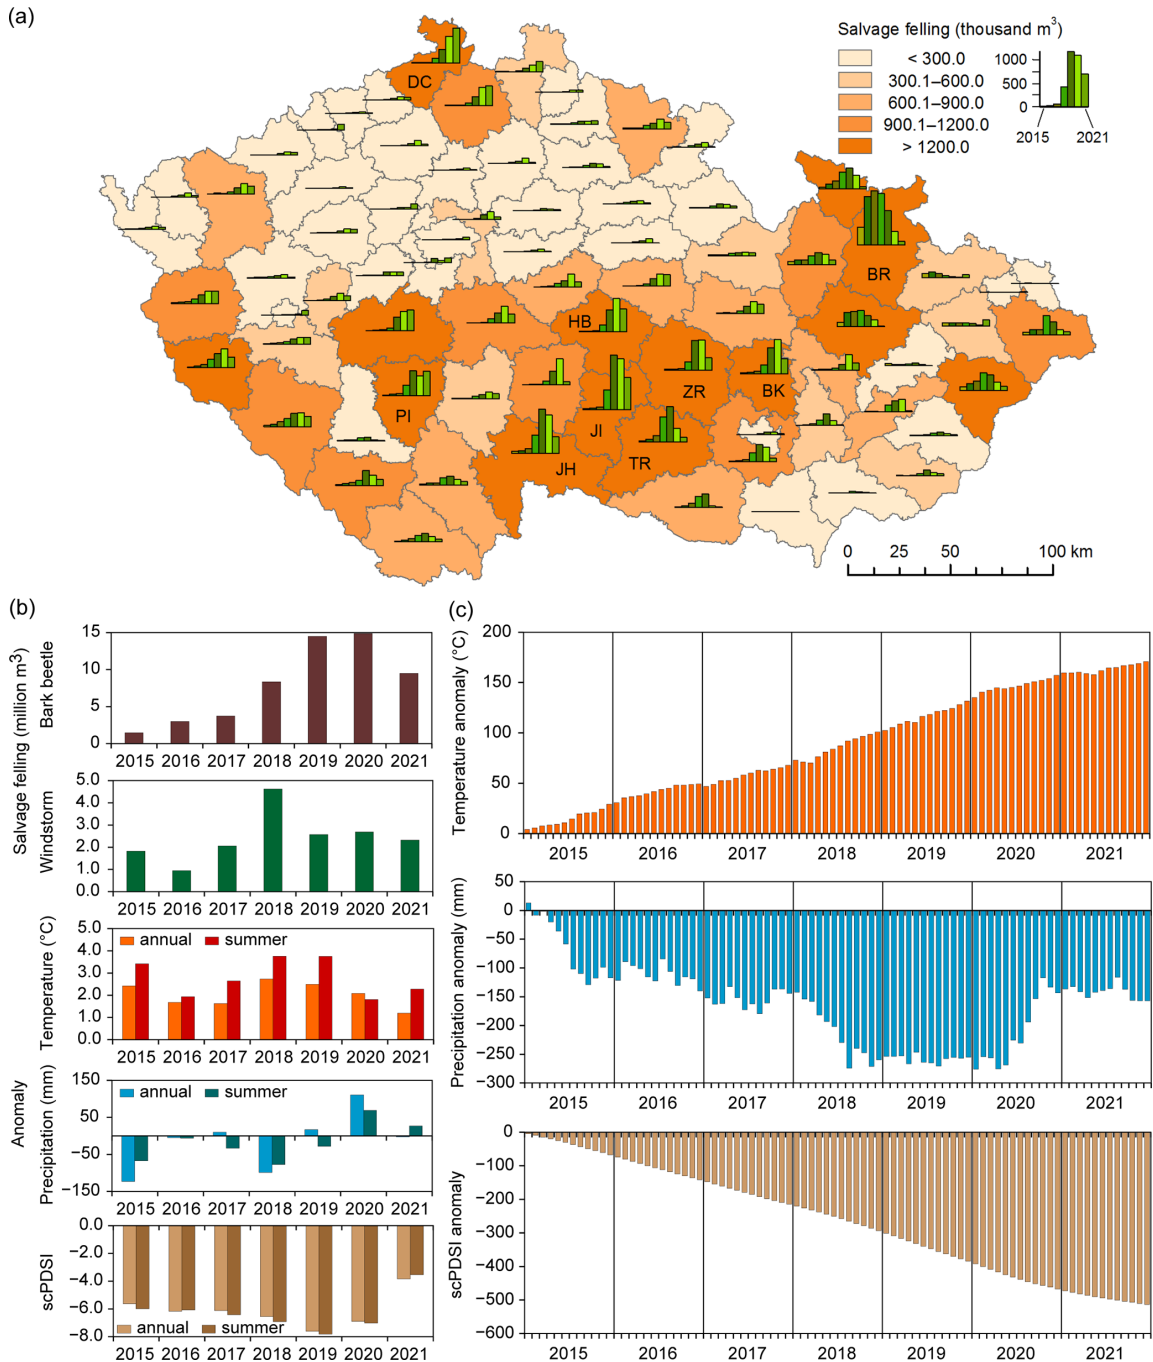 (a)
Salvage felling (thousand m³)
< 300.0
300.1–600.0
600.1–900.0
900.1–1200.0
> 1200.0
1000
500
0
2015
2021
DC
BR
HB
ZR
BK
PI
JI
TR
JH
0 25 50 100 km
(b)
Salvage felling (million m3)
Bark beetle
15
10
5
0
2015 2016 2017 2018 2019 2020 2021
Windstorm
5.0
4.0
3.0
2.0
1.0
0.0
2015 2016 2017 2018 2019 2020 2021
Anomaly
Temperature (°C)
annual summer
5.0
4.0
3.0
2.0
1.0
0.0
2015 2016 2017 2018 2019 2020 2021
Precipitation (mm)
annual summer
150
50
−50
−150
2015 2016 2017 2018 2019 2020 2021
scPDSI
0.0
−2.0
−4.0
−6.0
−8.0
annual summer
2015 2016 2017 2018 2019 2020 2021
(c)
Temperature anomaly (°C)
200
150
100
50
0
2015 2016 2017 2018 2019 2020 2021
Precipitation anomaly (mm)
50
0
−50
−100
−150
−200
−250
−300
2015 2016 2017 2018 2019 2020 2021
scPDSI anomaly
0
−100
−200
−300
−400
−500
−600
2015 2016 2017 2018 2019 2020 2021